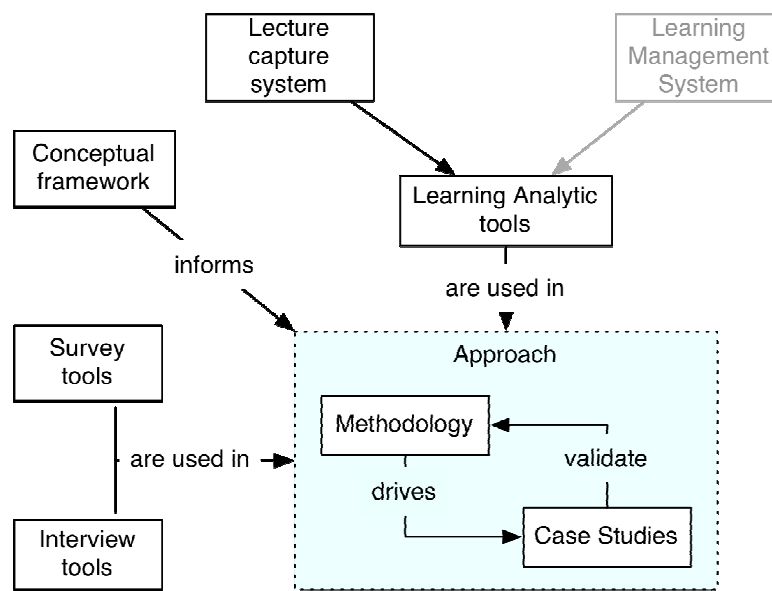 Lecture
capture
system
Learning
Management
System
Conceptual
framework
Learning Analytic
tools
informs
are used in
Survey
tools
Approach
Methodology
are used in
validate
drives
Interview
tools
Case Studies